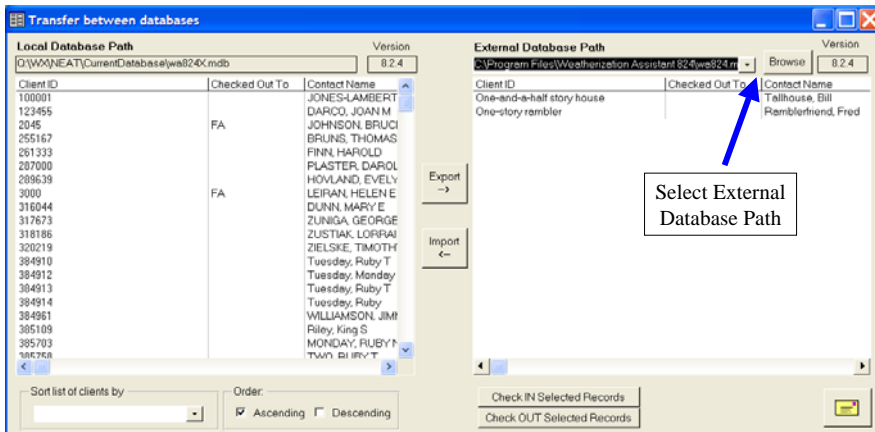 Transfer between databases
Local Database Path Version
Q:\WX\NEAT\CurrentDatabase\wa824X.mdb 8.2.4
Client ID Checked Out To Contact Name
100001 JONES-LAMBERT
123455 DARCO, JOAN M
2045 FA JOHNSON, BRUCI
255167 BRUNS, THOMAS
261333 FINN, HAROLD
287000 PLASTER, DAROL
289639 HOVLAND, EVELY
3000 FA LEIRAN, HELEN E
316044 DUNN, MARY E
317673 ZUNIGA, GEORGE
318186 ZUSTIAK, LORRAI
320219 ZIELSKE, TIMOTH
384910 Tuesday, Ruby T
384912 Tuesday, Monday
384913 Tuesday, Ruby T
384914 Tuesday, Ruby
384961 WILLIAMSON, JIM
385109 Riley, King S
385703 MONDAY, RUBY
385758 TWO, RUBY T
Sort list of clients by
Order:
Ascending Descending
Export
-->
Import
<--
External Database Path Version
C:\Program Files\Weatherization Assistant 824\wa824.m Browse 8.2.4
Client ID Checked Out To Contact Name
One-and-a-half story house Tallhouse, Bill
One-story rambler Ramblerfriend, Fred
Select External
Database Path
Check IN Selected Records
Check OUT Selected Records